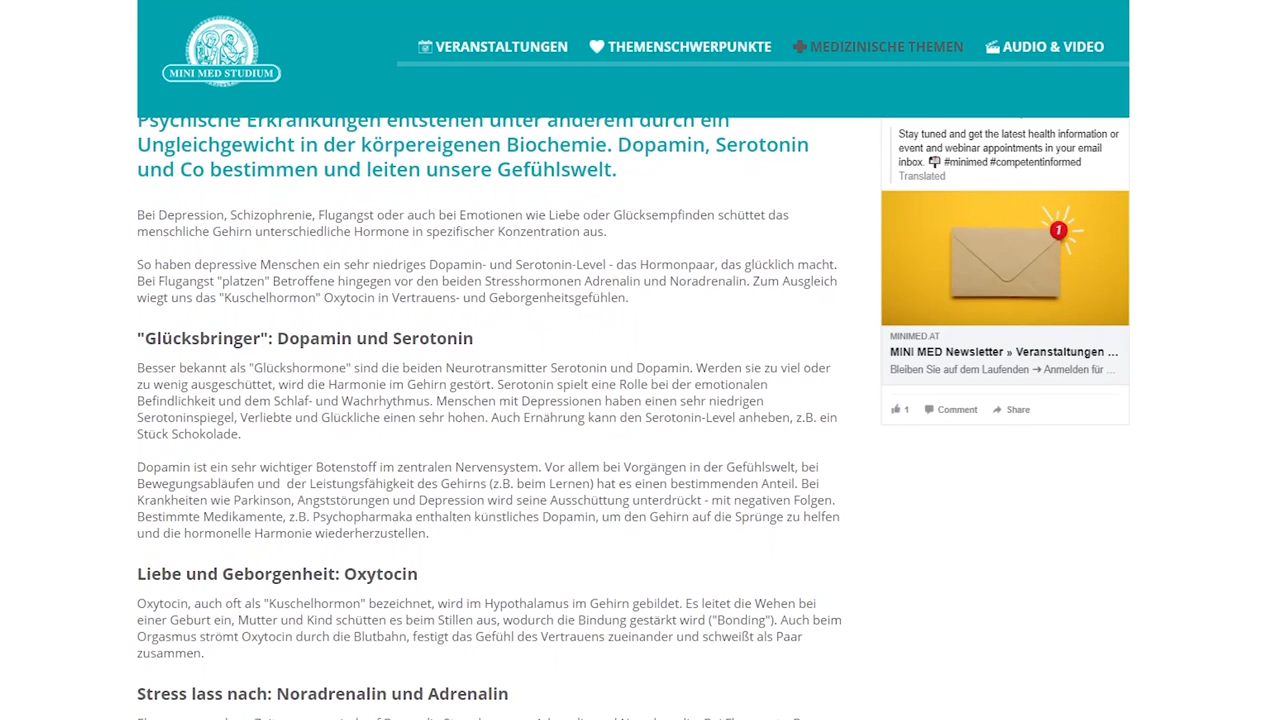 MINI MED STUDIUM
VERANSTALTUNGEN
THEMENSCHWERPUNKTE
MEDIZINISCHE THEMEN
AUDIO & VIDEO
Psychische Erkrankungen entstehen unter anderem durch ein
Ungleichgewicht in der körpereigenen Biochemie. Dopamin, Serotonin
und Co bestimmen und leiten unsere Gefühlswelt.
Bei Depression, Schizophrenie, Flugangst oder auch bei Emotionen wie Liebe oder Glücksempfinden schüttet das
menschliche Gehirn unterschiedliche Hormone in spezifischer Konzentration aus.
So haben depressive Menschen ein sehr niedriges Dopamin- und Serotonin-Level - das Hormonpaar, das glücklich macht.
Bei Flugangst "platzen" Betroffene hingegen vor den beiden Stresshormonen Adrenalin und Noradrenalin. Zum Ausgleich
wiegt uns das "Kuschelhormon" Oxytocin in Vertrauens- und Geborgenheitsgefühlen.
"Glücksbringer": Dopamin und Serotonin
Besser bekannt als "Glückshormone" sind die beiden Neurotransmitter Serotonin und Dopamin. Werden sie zu viel oder
zu wenig ausgeschüttet, wird die Harmonie im Gehirn gestört. Serotonin spielt eine Rolle bei der emotionalen
Befindlichkeit und dem Schlaf- und Wachrhythmus. Menschen mit Depressionen haben einen sehr niedrigen
Serotoninspiegel, Verliebte und Glückliche einen sehr hohen. Auch Ernährung kann den Serotonin-Level anheben, z.B. ein
Stück Schokolade.
Dopamin ist ein sehr wichtiger Botenstoff im zentralen Nervensystem. Vor allem bei Vorgängen in der Gefühlswelt, bei
Bewegungsabläufen und der Leistungsfähigkeit des Gehirns (z.B. beim Lernen) hat es einen bestimmenden Anteil. Bei
Krankheiten wie Parkinson, Angststörungen und Depression wird seine Ausschüttung unterdrückt - mit negativen Folgen.
Bestimmte Medikamente, z.B. Psychopharmaka enthalten künstliches Dopamin, um den Gehirn auf die Sprünge zu helfen
und die hormonelle Harmonie wiederherzustellen.
Liebe und Geborgenheit: Oxytocin
Oxytocin, auch oft als "Kuschelhormon" bezeichnet, wird im Hypothalamus im Gehirn gebildet. Es leitet die Wehen bei
einer Geburt ein, Mutter und Kind schütten es beim Stillen aus, wodurch die Bindung gestärkt wird ("Bonding"). Auch beim
Orgasmus strömt Oxytocin durch die Blutbahn, festigt das Gefühl des Vertrauens zueinander und schweißt als Paar
zusammen.
Stress lass nach: Noradrenalin und Adrenalin
Stay tuned and get the latest health information or
event and webinar appointments in your email
inbox. #minimed #competentinformed
Translated
1
MINIMED.AT
MINI MED Newsletter » Veranstaltungen ...
Bleiben Sie auf dem Laufenden ➔ Anmelden für ...
1 Comment Share